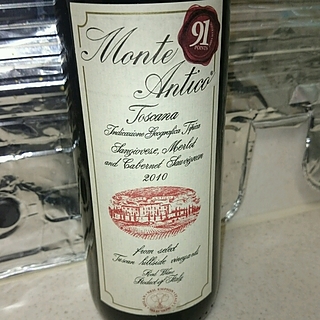 Monte
91
POINTS
Antico
Toscana
Indicazione Geografica Tipica
Sangiovese, Merlot
and Cabernet Sauvignon
2010
from select
Tuscan hillside vineyards
Red Wine
Product of Italy